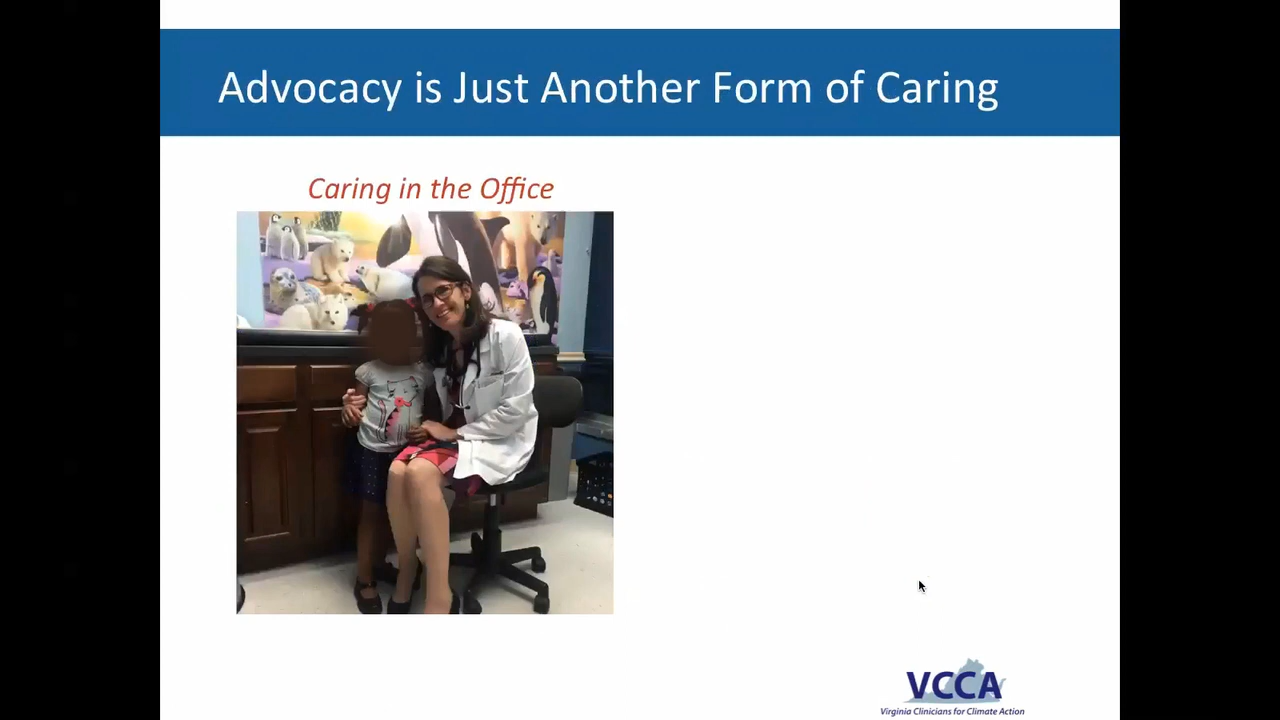 Advocacy is Just Another Form of Caring
Caring in the Office
VCCA
Virginia Clinicians for Climate Action